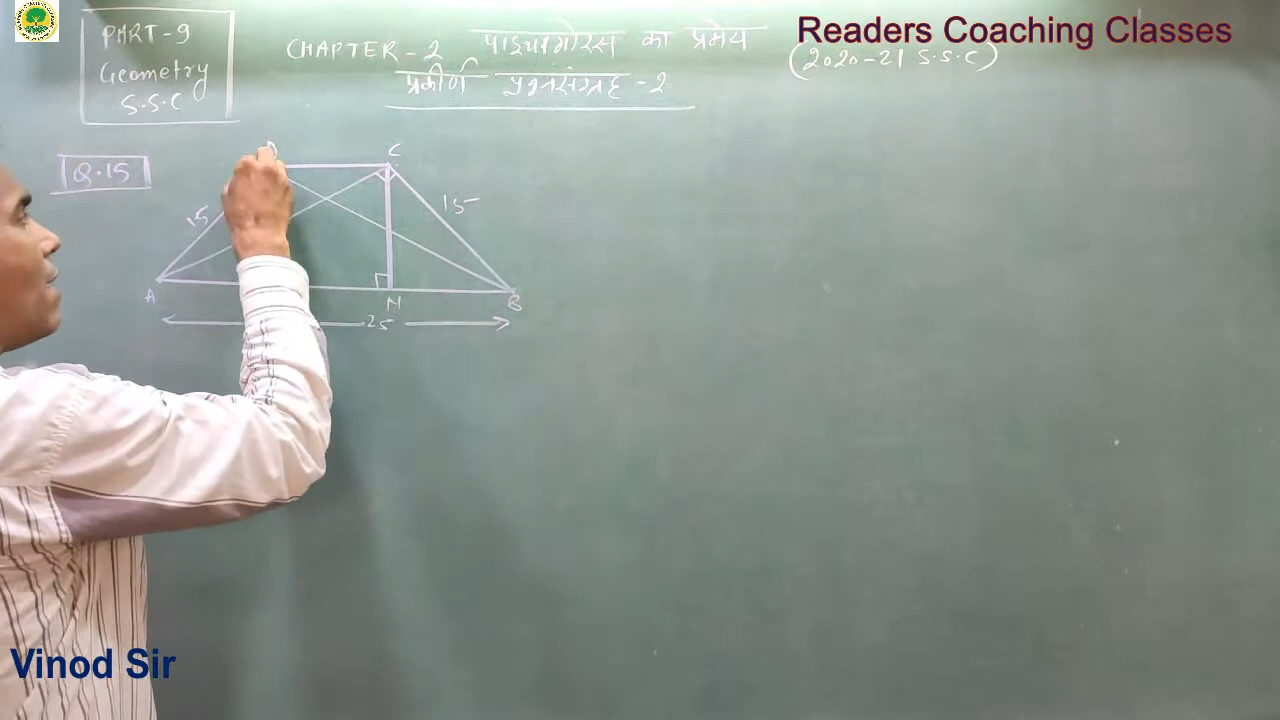 Readers Coaching Classes
PART-9
Geometry
S.S.C
CHAPTER-2 पाइथागोरस का प्रमेय (2020-21 S.S.C)
प्रकीर्ण प्रश्नसंग्रह -2
Q.15
D C
15 15
A N B
25
Vinod Sir